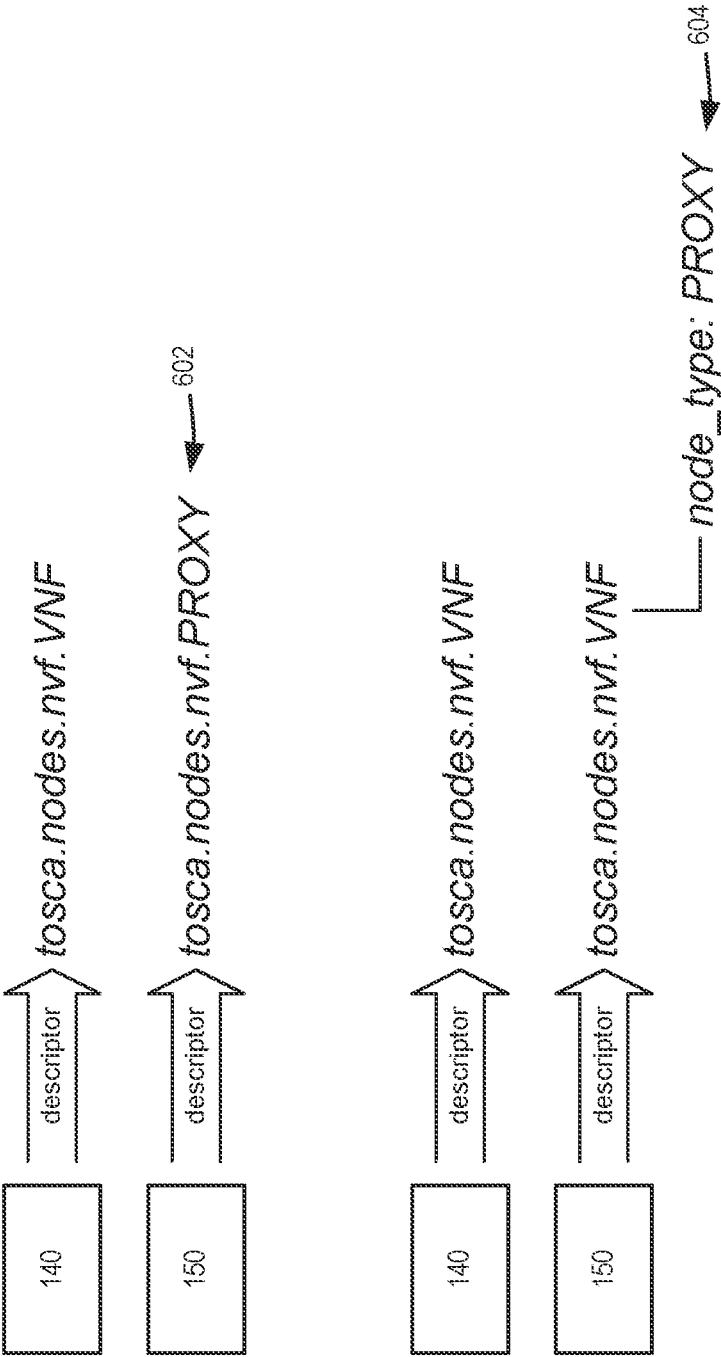 140
descriptor
tosca.nodes.nvf.VNF
150
descriptor
tosca.nodes.nvf.PROXY
602
140
descriptor
tosca.nodes.nvf.VNF
150
descriptor
tosca.nodes.nvf.VNF
node_type: PROXY
604